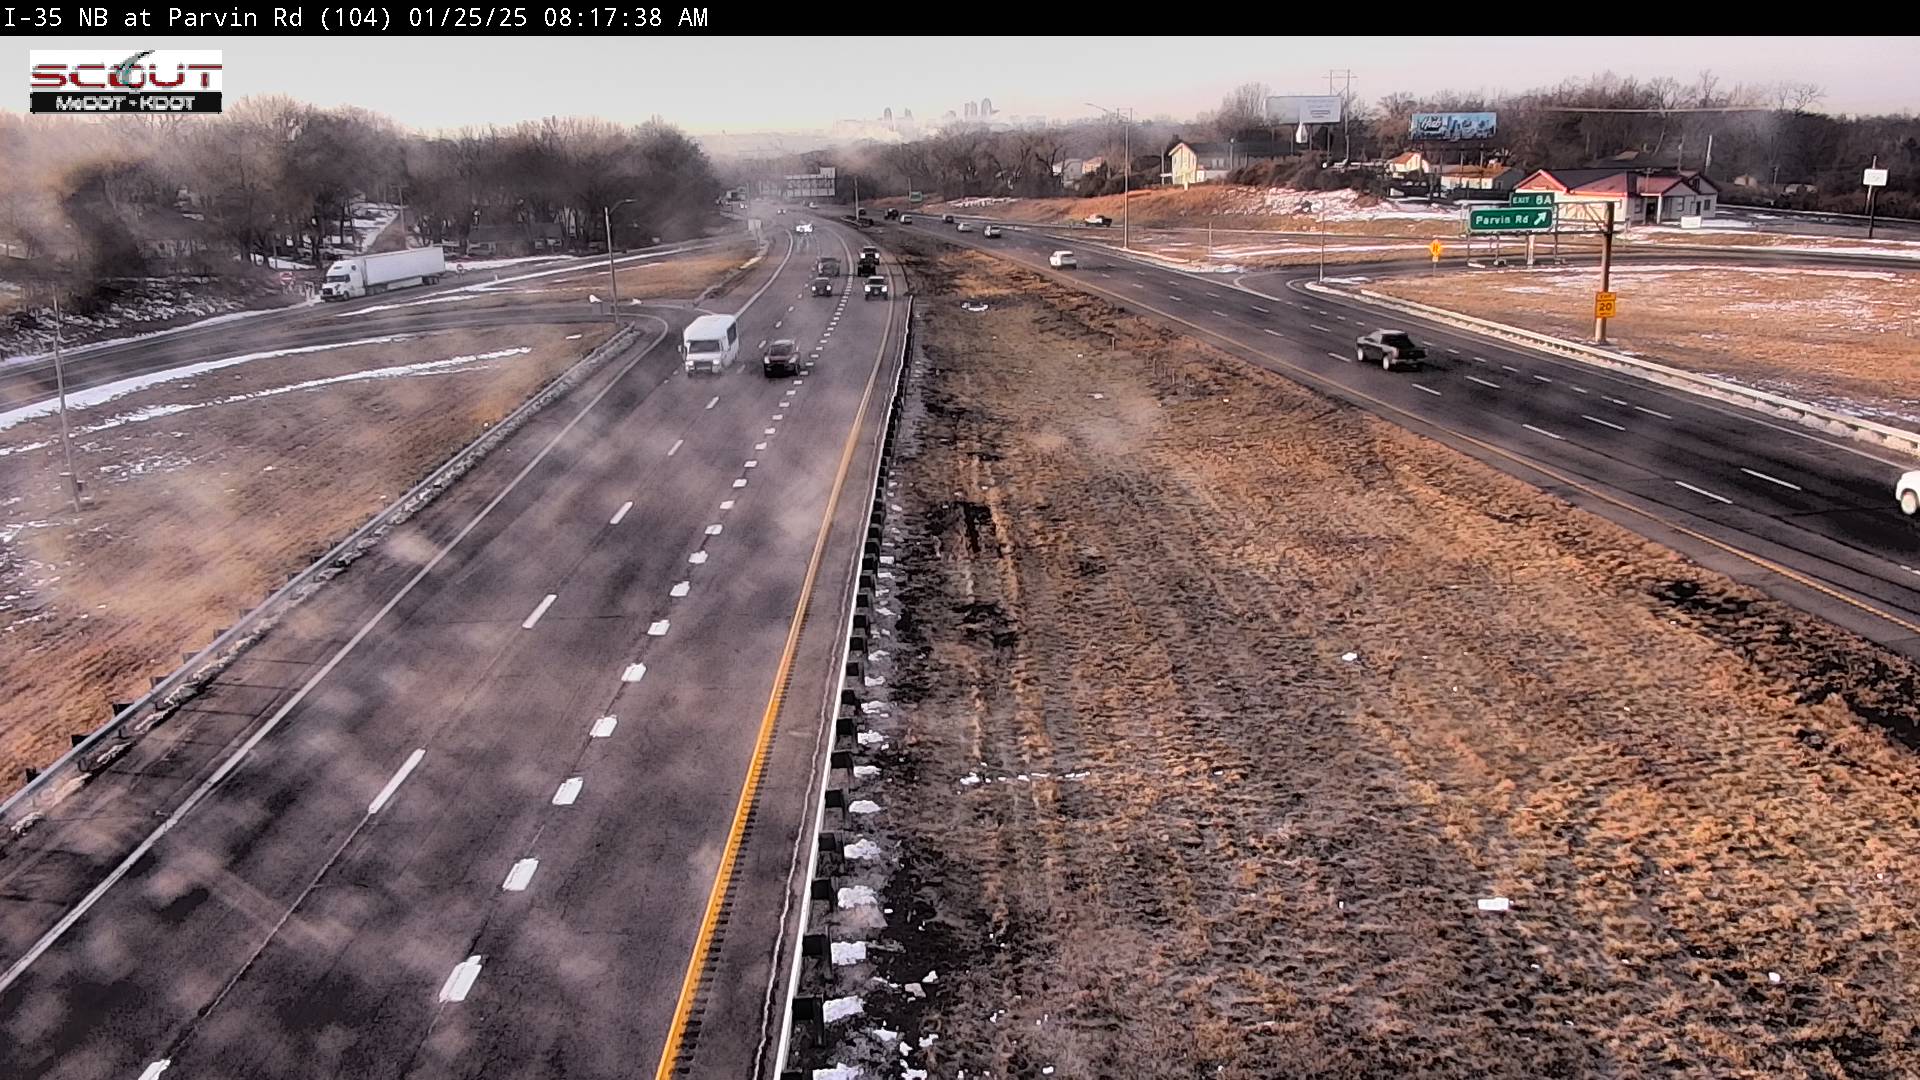 I-35 NB at Parvin Rd (104) 01/25/25 08:17:38 AM
SCOUT
MoDOT - KDOT
EXIT 8A
Parvin Rd
EXIT
20